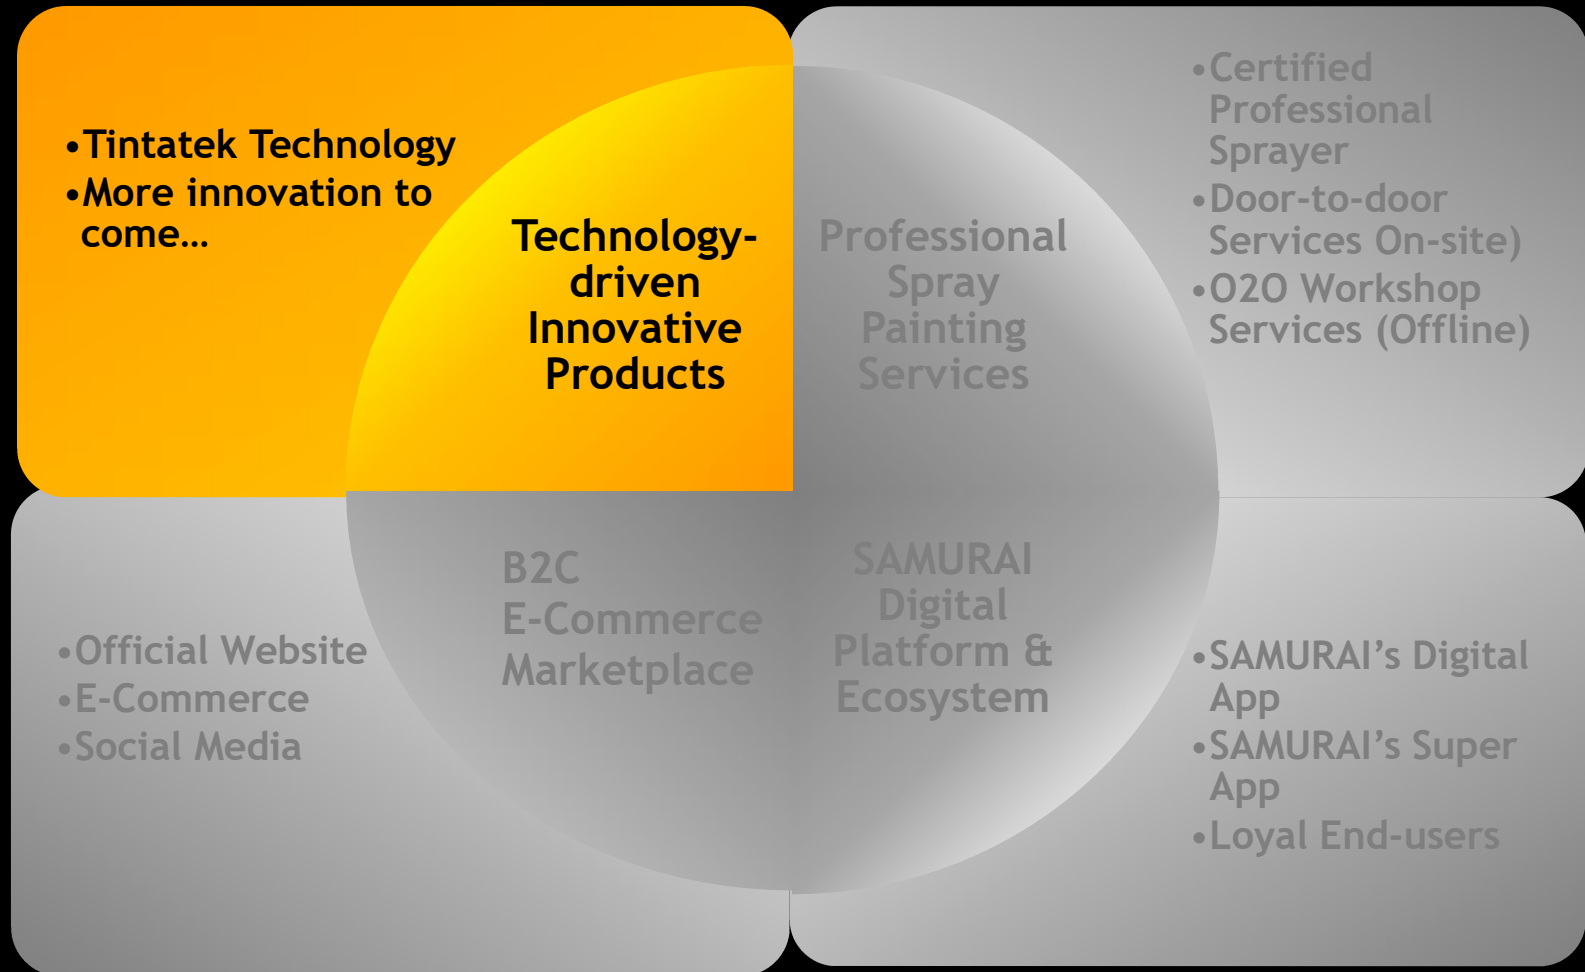 •Tintatek Technology
•More innovation to
come…
Technology-
driven
Innovative
Products
Professional
Spray
Painting
Services
•Certified
Professional
Sprayer
•Door-to-door
Services On-site)
•O2O Workshop
Services (Offline)
•Official Website
•E-Commerce
•Social Media
B2C
E-Commerce
Marketplace
SAMURAI
Digital
Platform &
Ecosystem
•SAMURAI’s Digital
App
•SAMURAI’s Super
App
•Loyal End-users